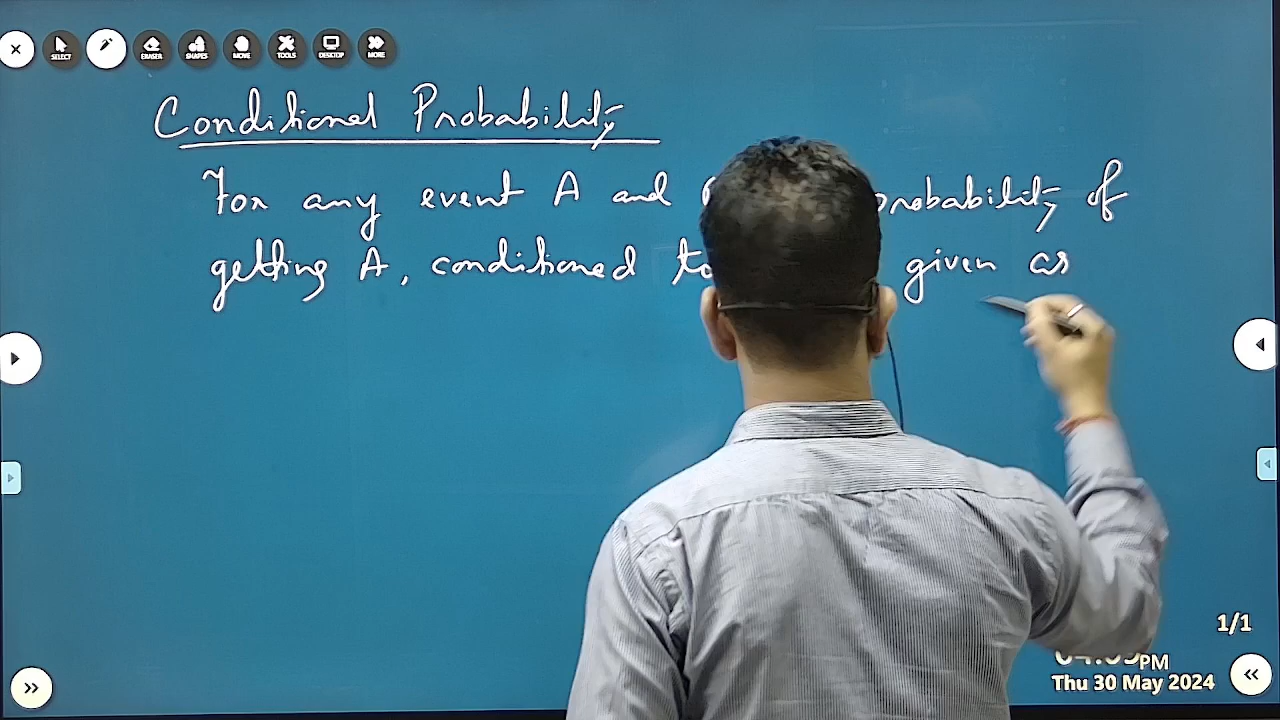 SELECT
ERASER
SHAPES
MOVE
TOOLS
DESKTOP
MORE
Conditional Probability
For any event A and probability of
getting A, conditioned to given as
1/1
PM
Thu 30 May 2024